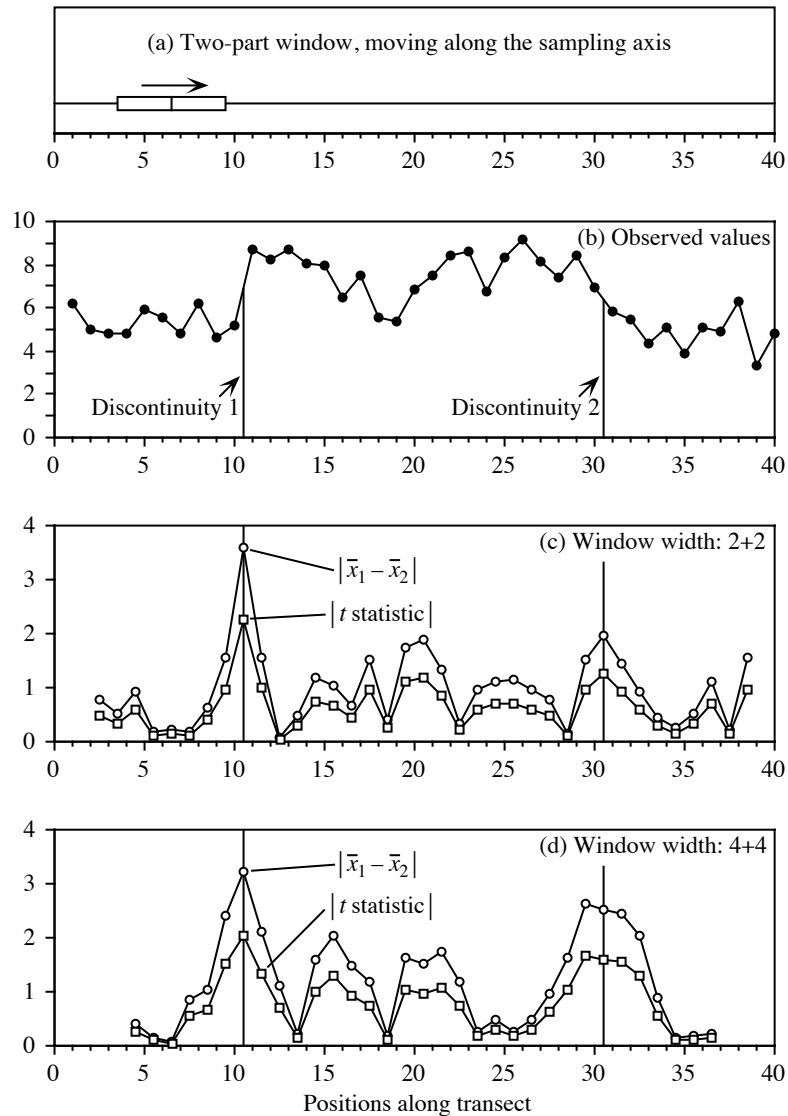 (a) Two-part window, moving along the sampling axis
0 5 10 15 20 25 30 35 40
10
(b) Observed values
8
6
4
2
Discontinuity 1
Discontinuity 2
0
0 5 10 15 20 25 30 35 40
4
(c) Window width: 2+2
| x̅1 – x̅2 |
3
| t statistic |
2
1
0
0 5 10 15 20 25 30 35 40
4
(d) Window width: 4+4
| x̅1 – x̅2 |
3
| t statistic |
2
1
0
0 5 10 15 20 25 30 35 40
Positions along transect